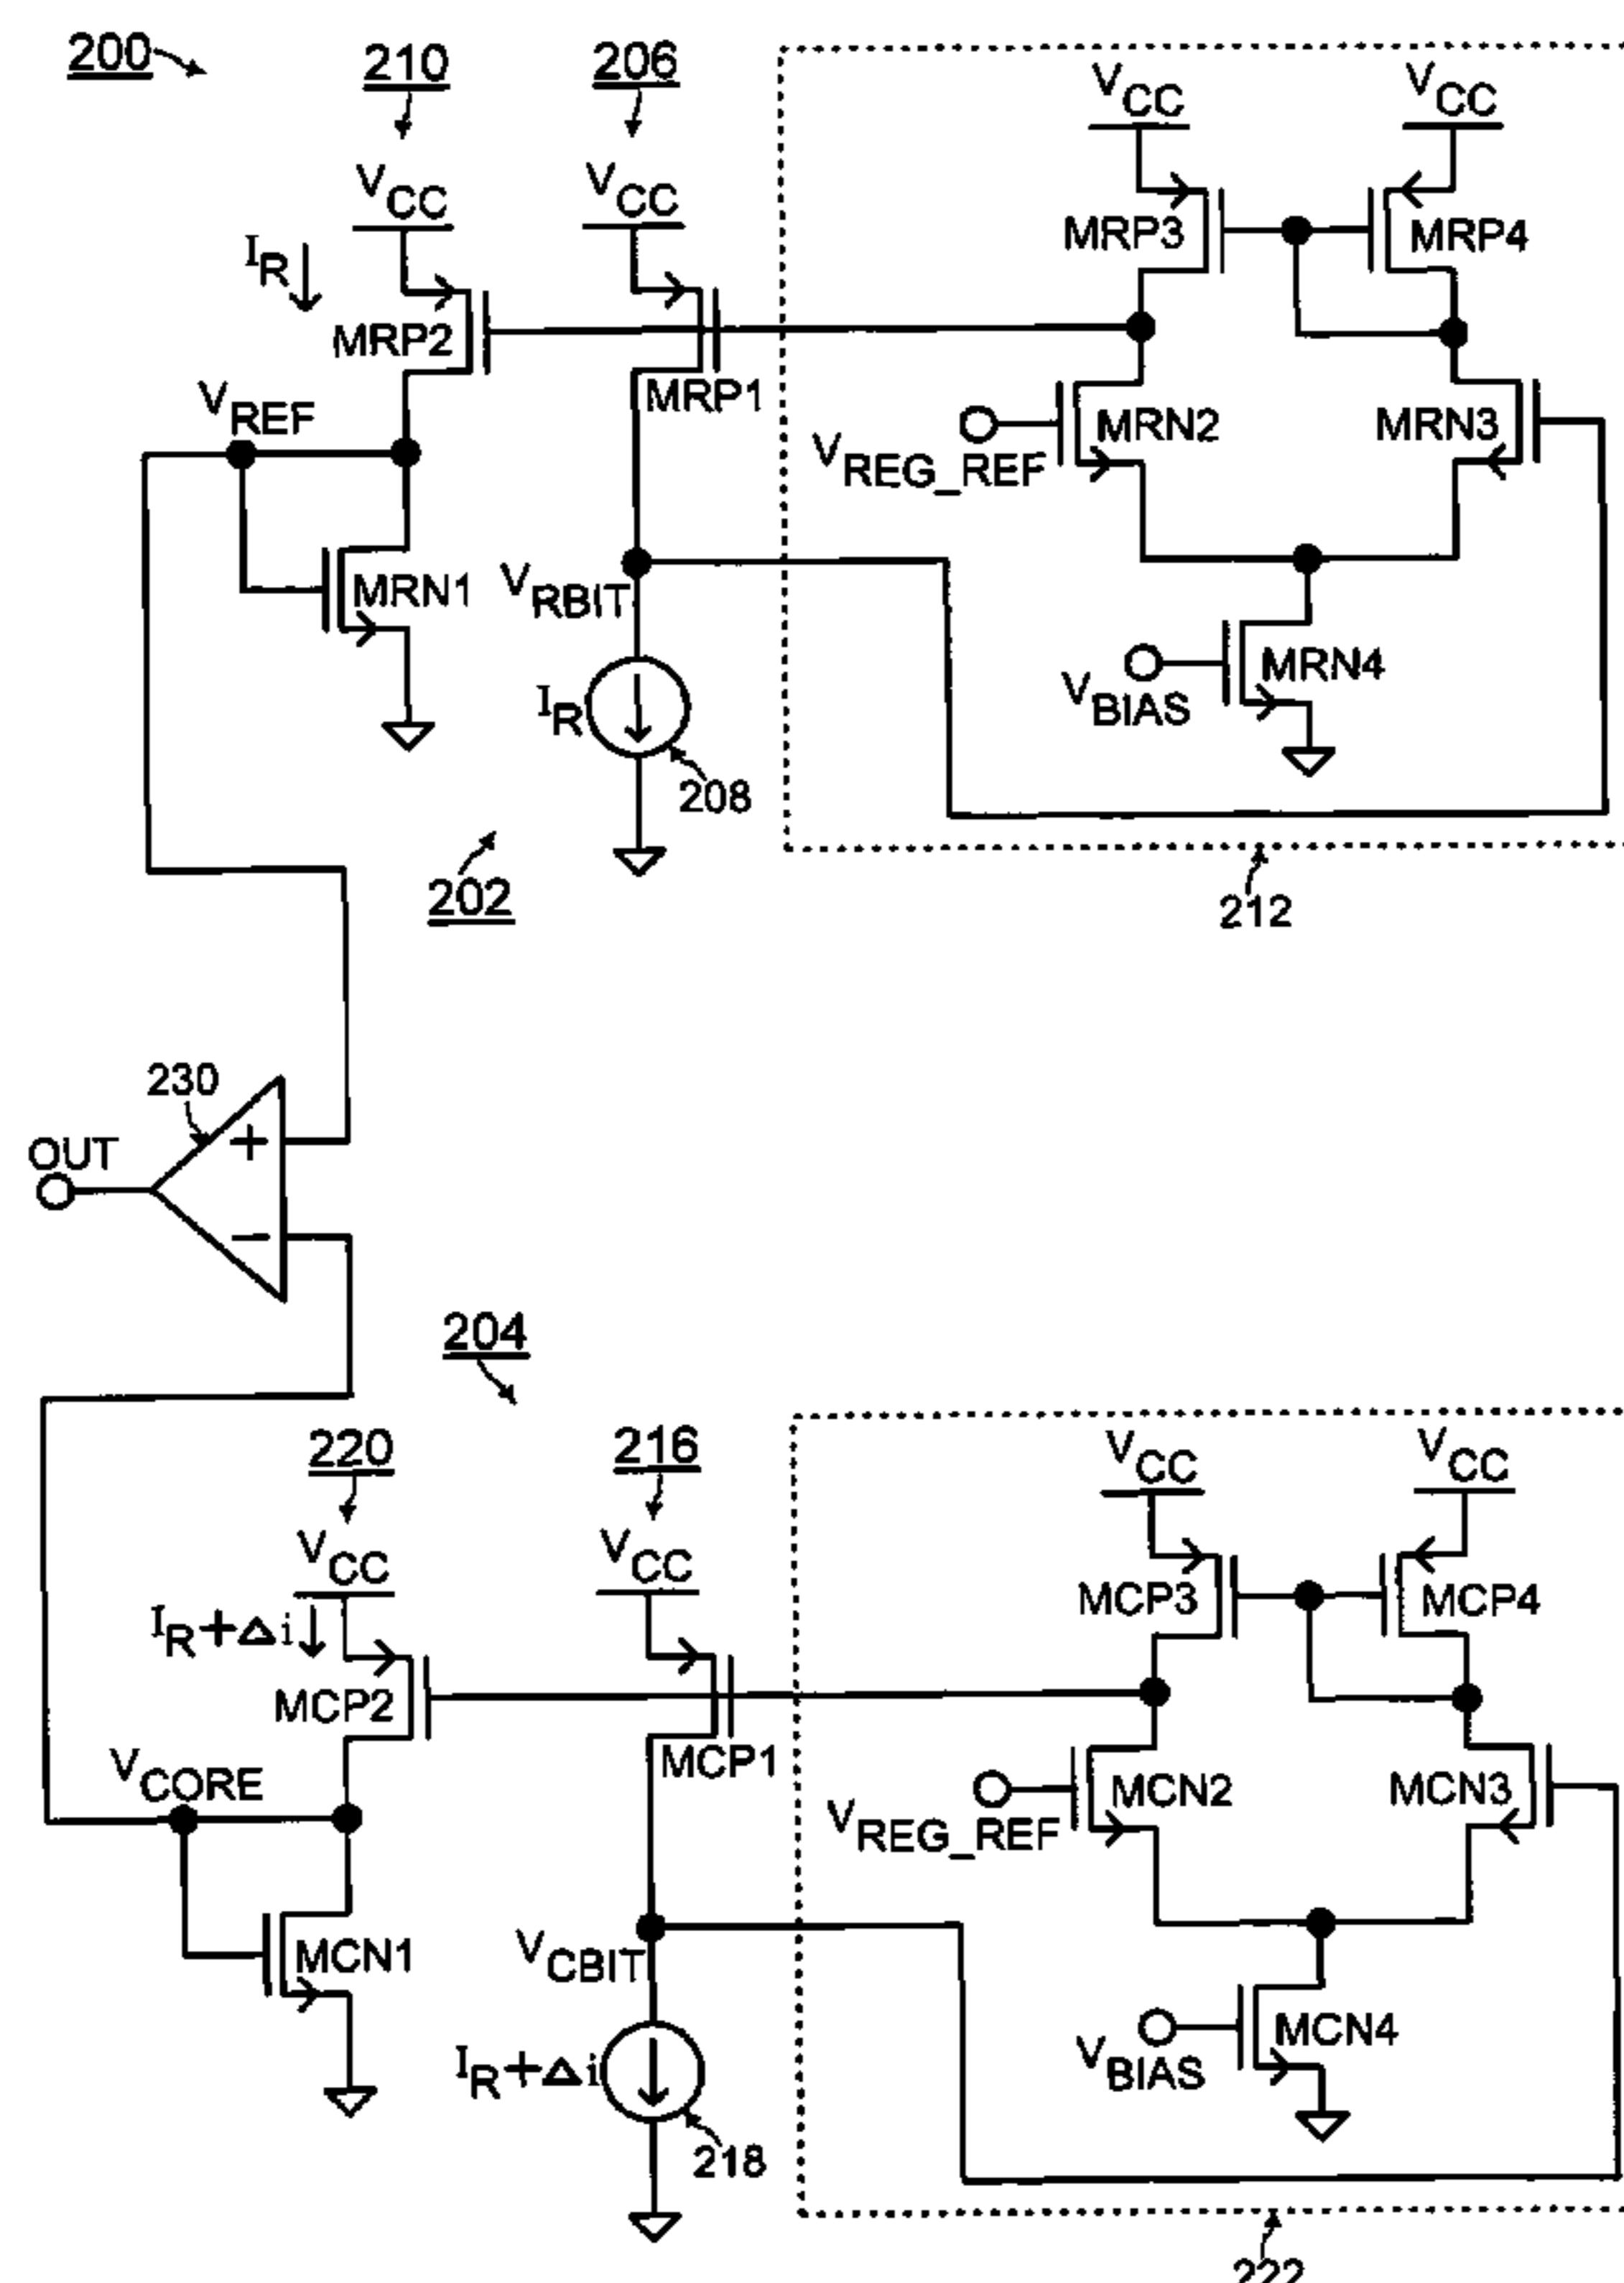 200
210
206
VCC
VCC
VCC
VCC
IR
MRP3
MRP4
MRP2
MRP1
VREF
MRN2
MRN3
VREG_REF
MRN1
VRBIT
MRN4
VBIAS
IR
208
202
212
230
+
OUT
−
204
220
216
VCC
VCC
VCC
VCC
IR+Δi
MCP3
MCP4
MCP2
MCP1
VCORE
MCN2
MCN3
VREG_REF
MCN1
VCBIT
MCN4
VBIAS
IR+Δi
218
222